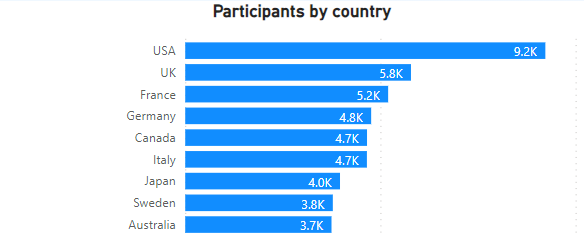 Participants by country
USA 9.2K
UK 5.8K
France 5.2K
Germany 4.8K
Canada 4.7K
Italy 4.7K
Japan 4.0K
Sweden 3.8K
Australia 3.7K